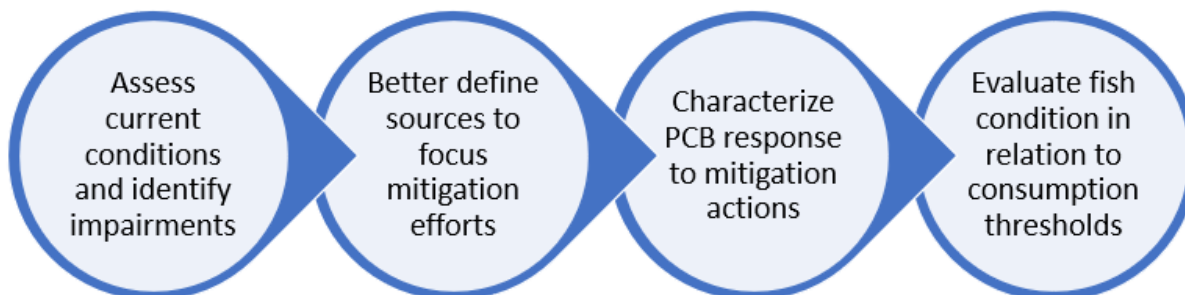 Assess
current
conditions
and identify
impairments
Better define
sources to
focus
mitigation
efforts
Characterize
PCB response
to mitigation
actions
Evaluate fish
condition in
relation to
consumption
thresholds